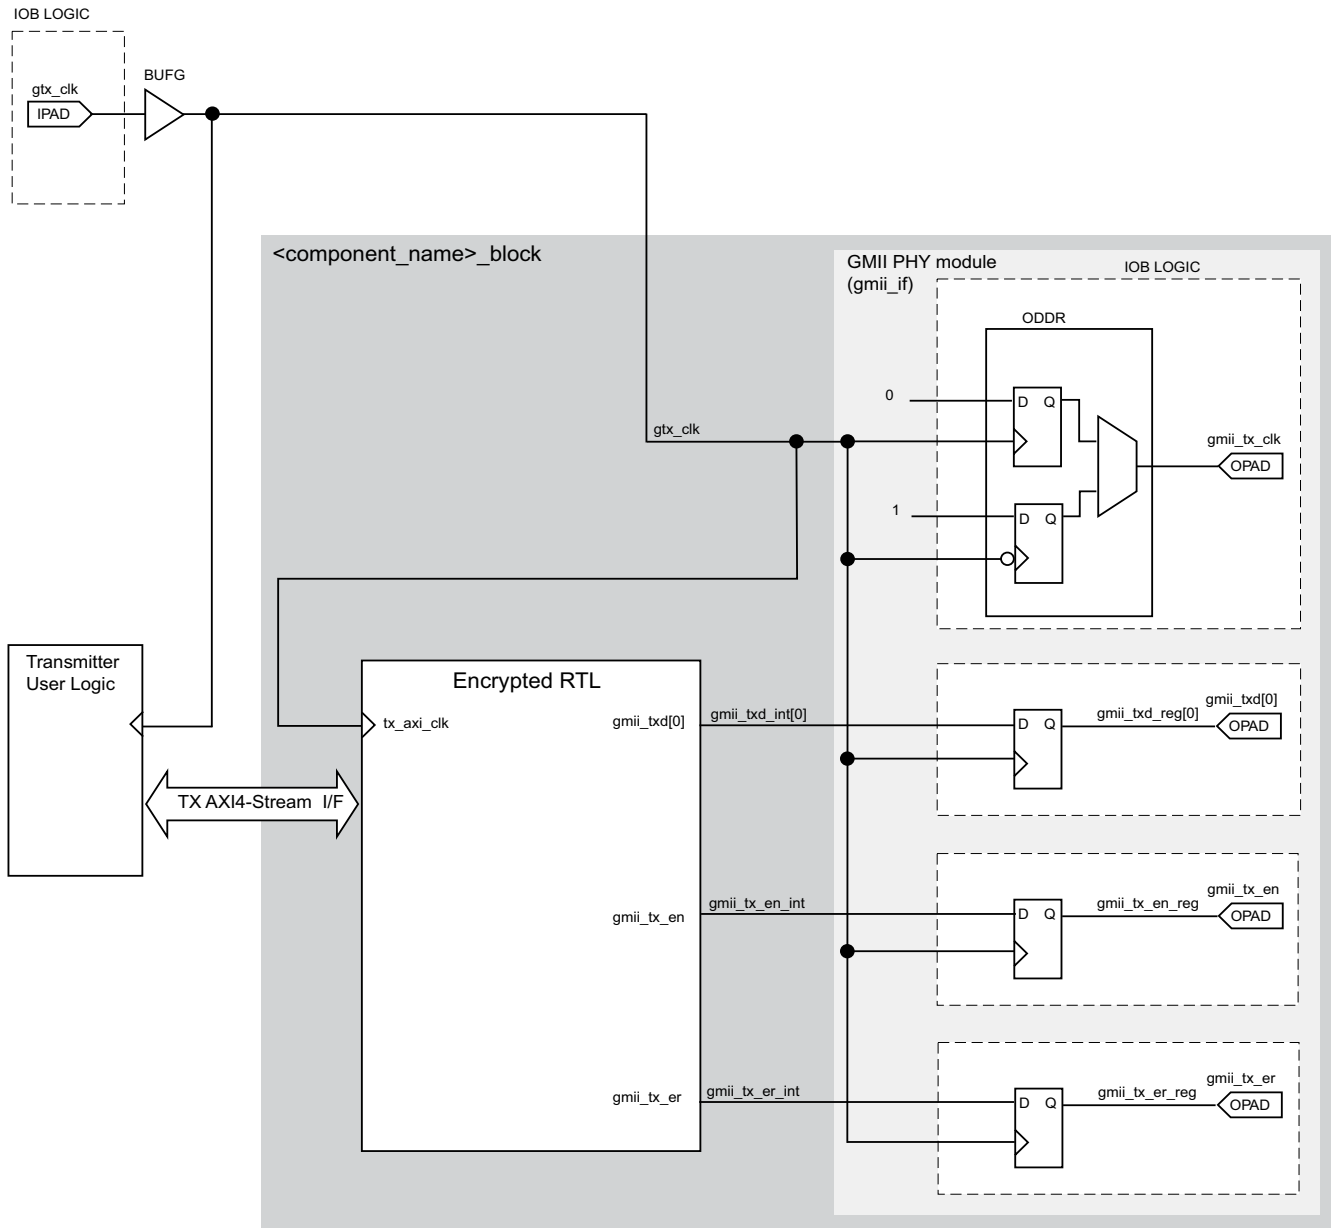 IOB LOGIC
gtx_clk
IPAD
BUFG
<component_name>_block
GMII PHY module
(gmii_if)
IOB LOGIC
ODDR
0
D Q
gtx_clk
gmii_tx_clk
OPAD
1
D Q
Transmitter
User Logic
Encrypted RTL
tx_axi_clk
gmii_txd[0]
gmii_txd_int[0]
D Q
gmii_txd_reg[0]
gmii_txd[0]
OPAD
TX AXI4-Stream I/F
gmii_tx_en
gmii_tx_en_int
D Q
gmii_tx_en_reg
gmii_tx_en
OPAD
gmii_tx_er
gmii_tx_er_int
D Q
gmii_tx_er_reg
gmii_tx_er
OPAD